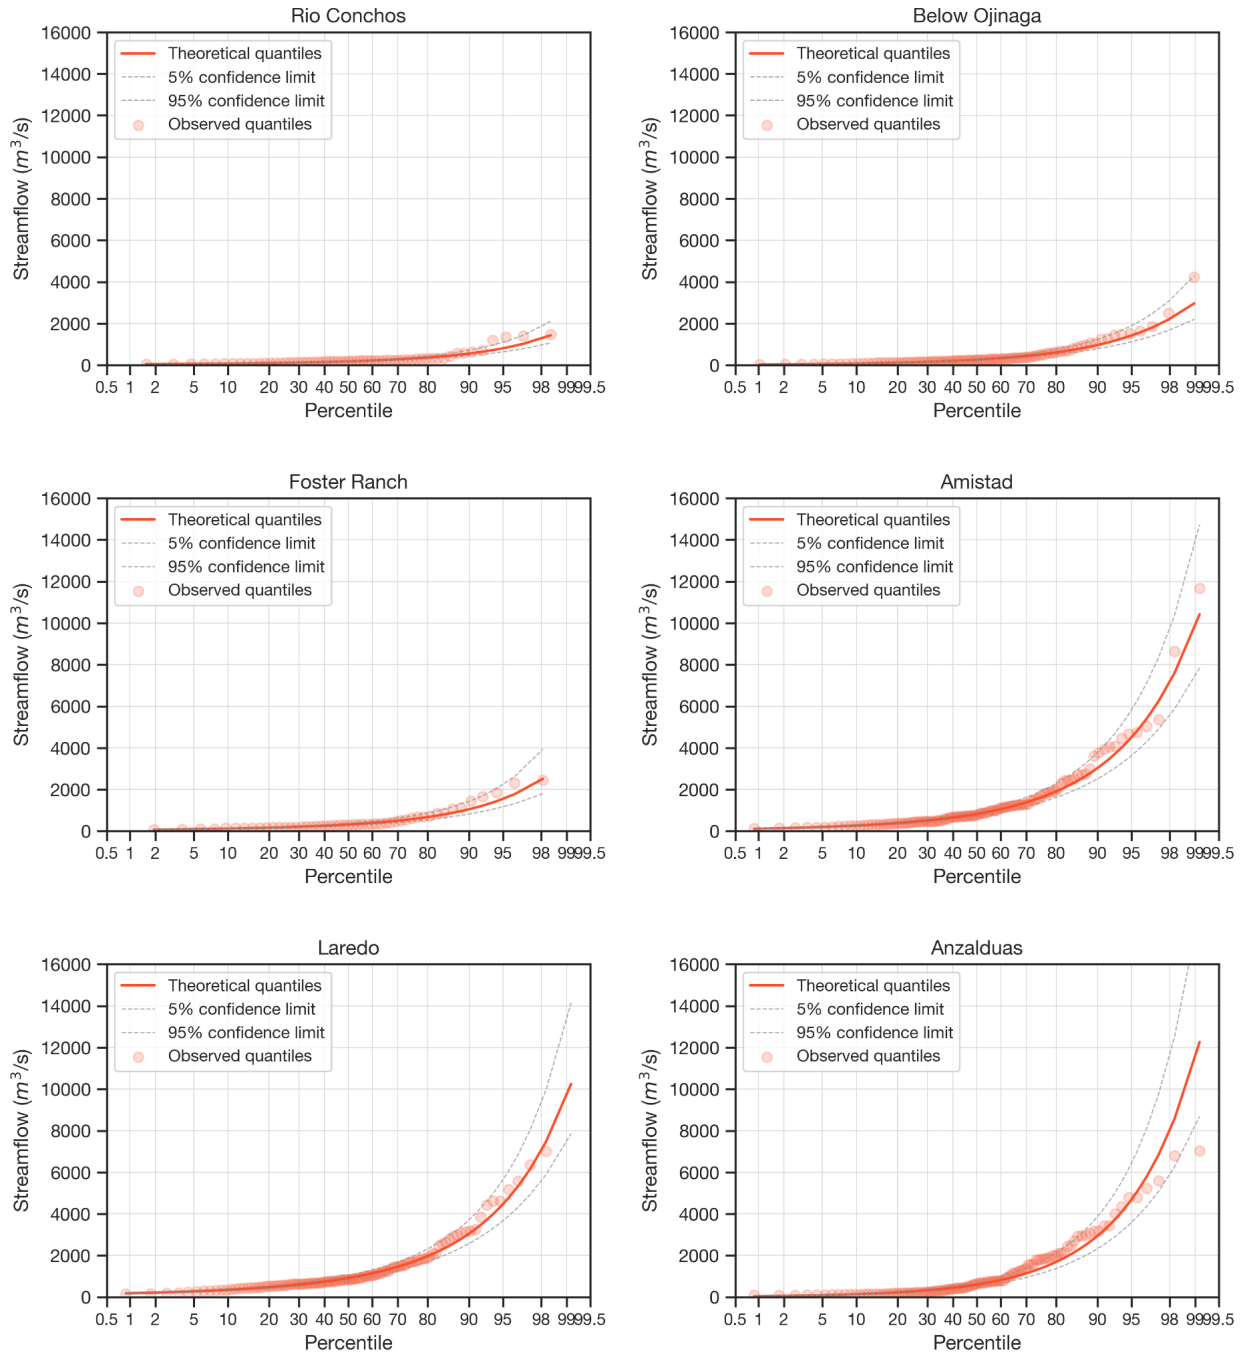 Rio Conchos
16000
14000
12000
10000
8000
6000
4000
2000
0
Streamflow (m³/s)
Theoretical quantiles
5% confidence limit
95% confidence limit
Observed quantiles
0.5 1 2 5 10 20 30 40 50 60 70 80 90 95 98 99 99.5
Percentile
Below Ojinaga
16000
14000
12000
10000
8000
6000
4000
2000
0
Streamflow (m³/s)
Theoretical quantiles
5% confidence limit
95% confidence limit
Observed quantiles
0.5 1 2 5 10 20 30 40 50 60 70 80 90 95 98 99 99.5
Percentile
Foster Ranch
16000
14000
12000
10000
8000
6000
4000
2000
0
Streamflow (m³/s)
Theoretical quantiles
5% confidence limit
95% confidence limit
Observed quantiles
0.5 1 2 5 10 20 30 40 50 60 70 80 90 95 98 99 99.5
Percentile
Amistad
16000
14000
12000
10000
8000
6000
4000
2000
0
Streamflow (m³/s)
Theoretical quantiles
5% confidence limit
95% confidence limit
Observed quantiles
0.5 1 2 5 10 20 30 40 50 60 70 80 90 95 98 99 99.5
Percentile
Laredo
16000
14000
12000
10000
8000
6000
4000
2000
0
Streamflow (m³/s)
Theoretical quantiles
5% confidence limit
95% confidence limit
Observed quantiles
0.5 1 2 5 10 20 30 40 50 60 70 80 90 95 98 99 99.5
Percentile
Anzalduas
16000
14000
12000
10000
8000
6000
4000
2000
0
Streamflow (m³/s)
Theoretical quantiles
5% confidence limit
95% confidence limit
Observed quantiles
0.5 1 2 5 10 20 30 40 50 60 70 80 90 95 98 99 99.5
Percentile